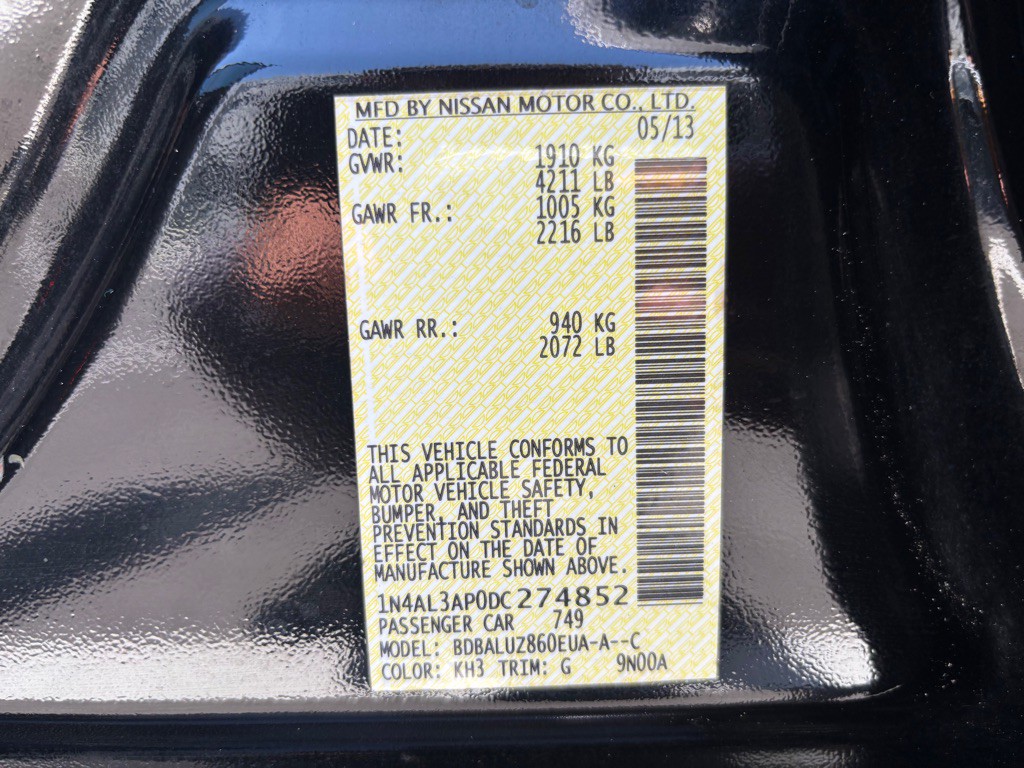 MFD BY NISSAN MOTOR CO., LTD.
DATE: 05/13
GVWR: 1910 KG
4211 LB
GAWR FR.: 1005 KG
2216 LB
GAWR RR.: 940 KG
2072 LB
THIS VEHICLE CONFORMS TO
ALL APPLICABLE FEDERAL
MOTOR VEHICLE SAFETY,
BUMPER, AND THEFT
PREVENTION STANDARDS IN
EFFECT ON THE DATE OF
MANUFACTURE SHOWN ABOVE.
1N4AL3AP0DC274852
PASSENGER CAR 749
MODEL: BDBALUZ860EUA-A--C
COLOR: KH3 TRIM: G 9N00A